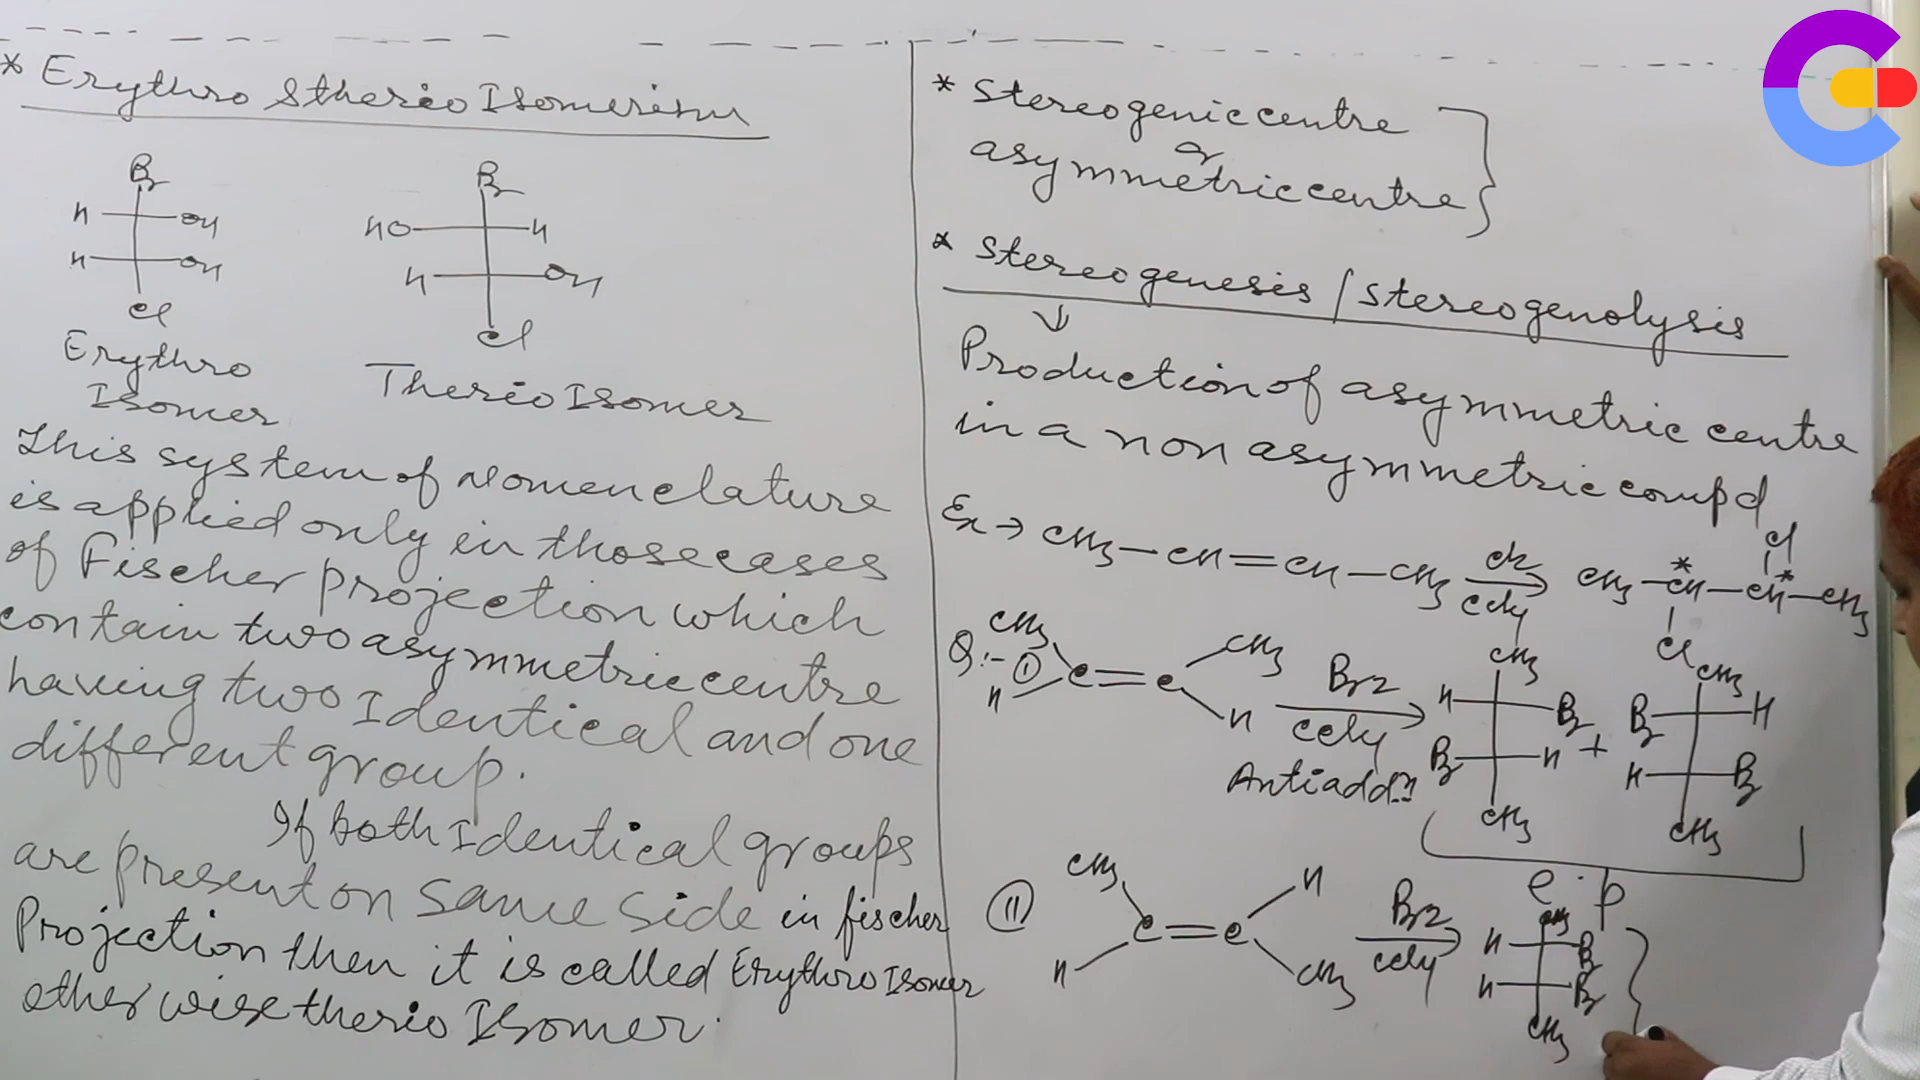 * Erythro & therio Isomerism
Br
H OH
H OH
Cl
Erythro
Isomer
Br
HO H
H OH
Cl
Therio Isomer
This system of Nomenclature
is applied only in those cases
of Fischer projection which
contain two asymmetric centre
having two Identical and one
different group.
If both Identical groups
are present on same side in fischer
Projection then it is called Erythro Isomer
otherwise therio Isomer.
* Stereogenic centre
or
asymmetric centre
* Stereogenesis / Stereogenolysis
↓
Production of asymmetric centre
in a non asymmetric compd
Ex → CH3 — CH = CH — CH3 Cl2 CCl4 CH3 — *CH — CH* — CH3
Cl
Cl
Q:- (I) CH3 H C = C CH3 H
Br2
CCl4
Anti addn
CH3
H Br
Br H
CH3
+
CH3
Br H
H Br
CH3
e.p
(II) CH3 H C = C H CH3
Br2
CCl4
CH3
H Br
H Br
CH3